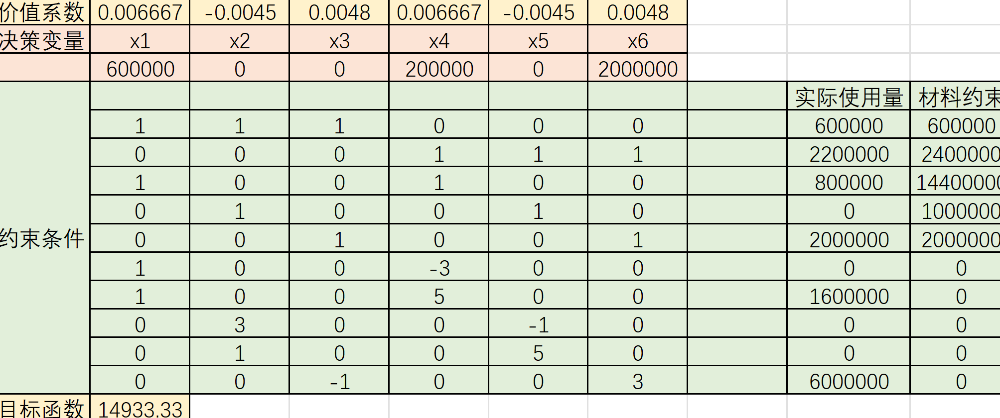 价值系数 0.006667 -0.0045 0.0048 0.006667 -0.0045 0.0048
决策变量 x1 x2 x3 x4 x5 x6
600000 0 0 200000 0 2000000
实际使用量 材料约束
1 1 1 0 0 0 600000 600000
0 0 0 1 1 1 2200000 2400000
1 0 0 1 0 0 800000 14400000
0 1 0 0 1 0 0 1000000
0 0 1 0 0 1 2000000 2000000
约束条件
1 0 0 -3 0 0 0 0
1 0 0 5 0 0 1600000 0
0 3 0 0 -1 0 0 0
0 1 0 0 5 0 0 0
0 0 -1 0 0 3 6000000 0
目标函数 14933.33